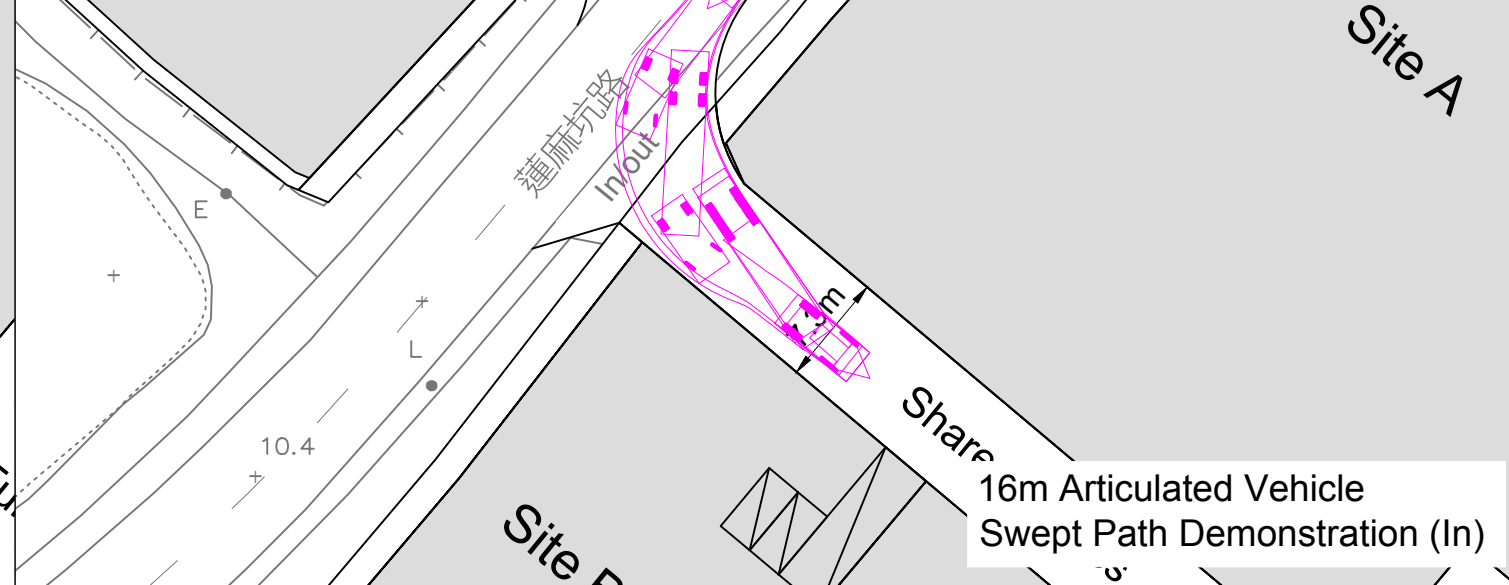 Site A
蓮麻坑路
In/out
E
L
10.4
Share
Site
16m Articulated Vehicle
Swept Path Demonstration (In)